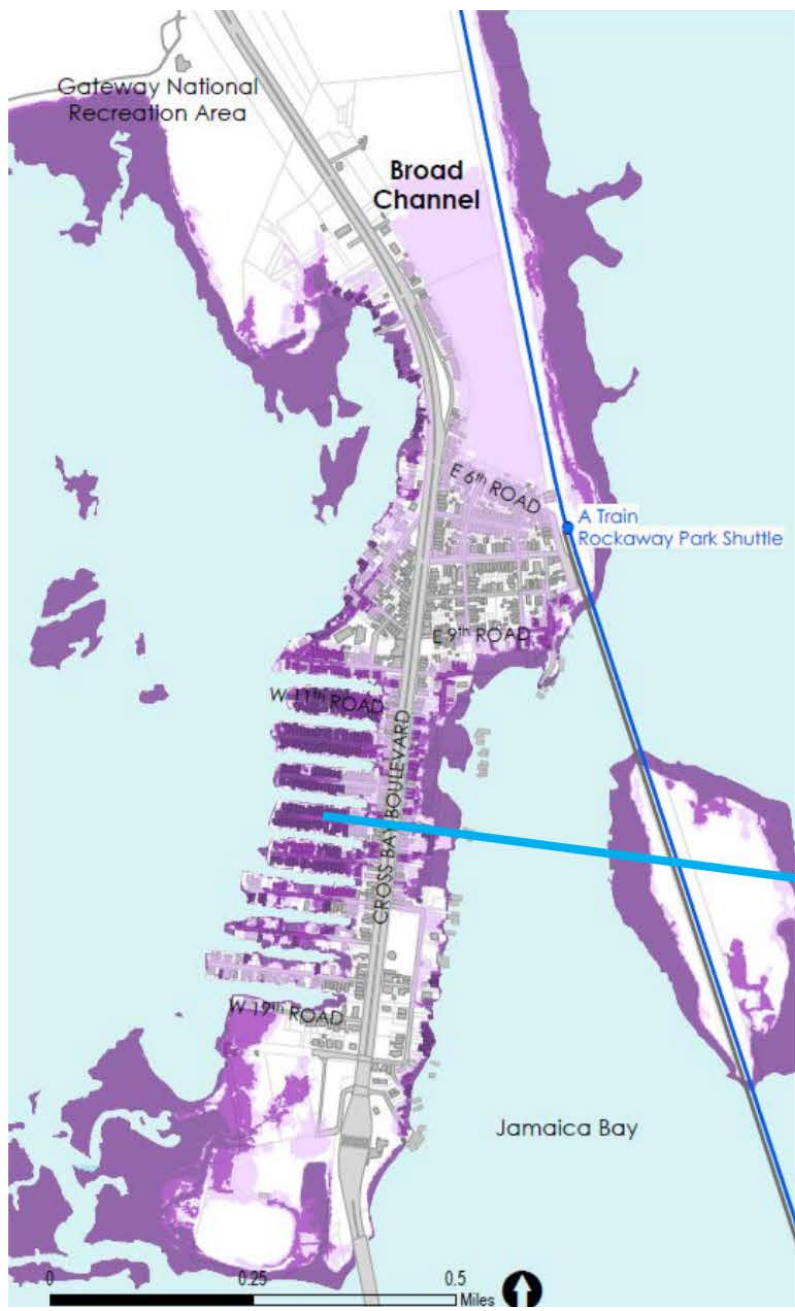 Gateway National
Recreation Area
Broad
Channel
E 6th ROAD
A Train
Rockaway Park Shuttle
E 9th ROAD
W 11th ROAD
CROSS BAY BOULEVARD
W 19th ROAD
Jamaica Bay
0 0.25 0.5
Miles